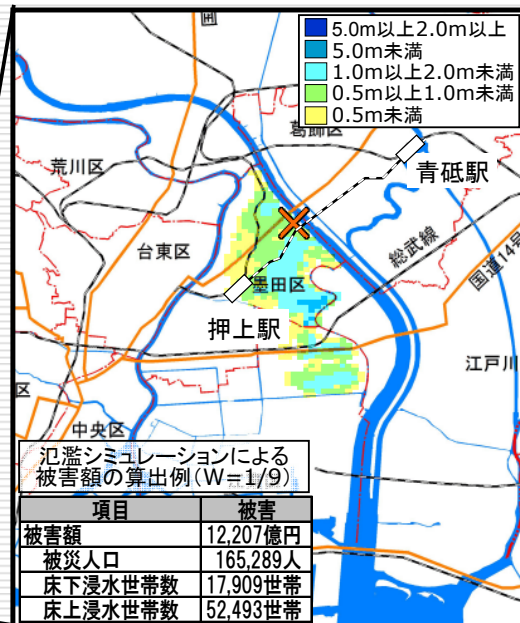 国
5.0m以上2.0m以上
5.0m未満
1.0m以上2.0m未満
0.5m以上1.0m未満
0.5m未満
葛飾区
荒川区
青砥駅
台東区
総武線
国道14号
墨田区
押上駅
江戸川
区
中央区
氾濫シミュレーションによる
被害額の算出例(W=1/9)
項目 被害
被害額 12,207億円
被災人口 165,289人
床下浸水世帯数 17,909世帯
床上浸水世帯数 52,493世帯